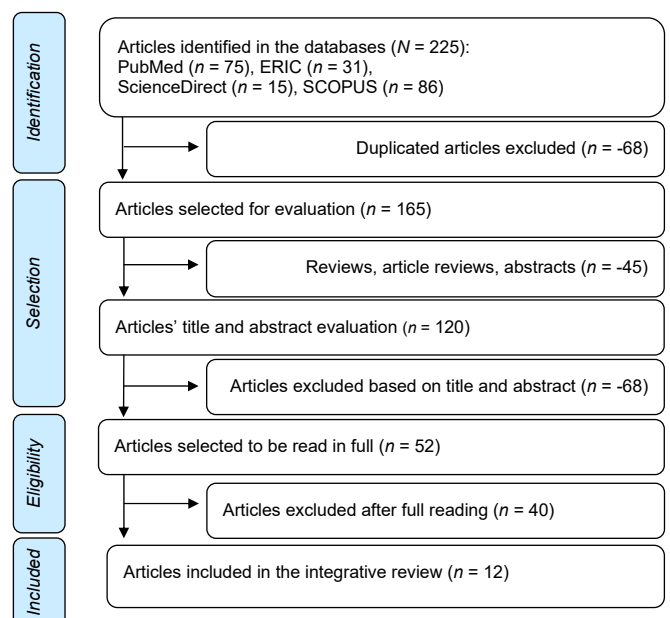 Identification
Articles identified in the databases (N = 225):
PubMed (n = 75), ERIC (n = 31),
ScienceDirect (n = 15), SCOPUS (n = 86)
Duplicated articles excluded (n = -68)
Selection
Articles selected for evaluation (n = 165)
Reviews, article reviews, abstracts (n = -45)
Articles' title and abstract evaluation (n = 120)
Articles excluded based on title and abstract (n = -68)
Eligibility
Articles selected to be read in full (n = 52)
Articles excluded after full reading (n = 40)
Included
Articles included in the integrative review (n = 12)